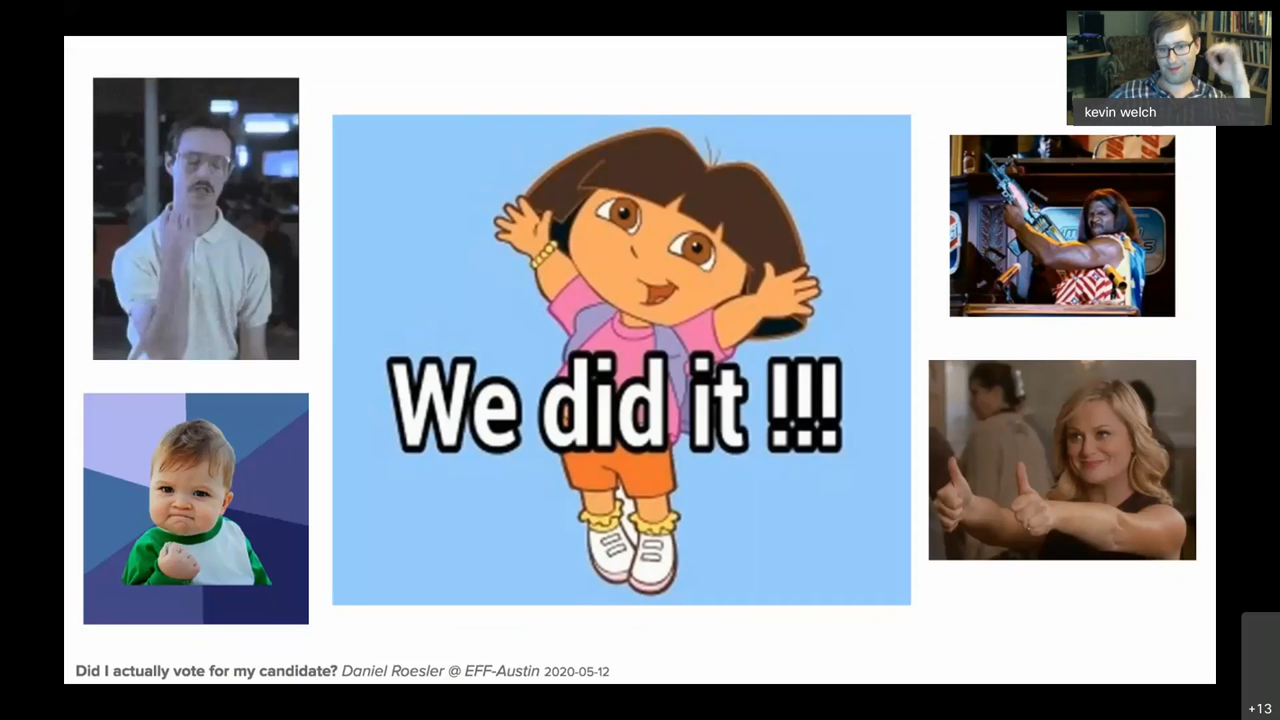 kevin welch
We did it !!!
Did I actually vote for my candidate? Daniel Roesler @ EFF-Austin 2020-05-12
+13